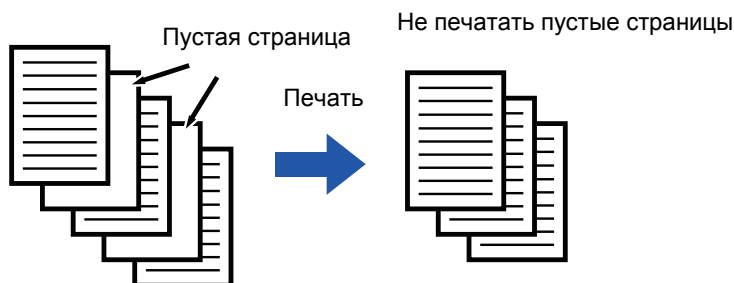 Пустая страница
Не печатать пустые страницы
Печать